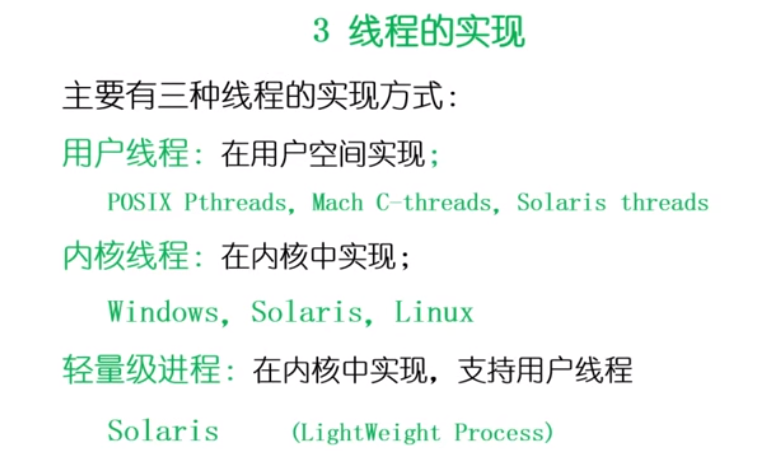 3 线程的实现
主要有三种线程的实现方式：
用户线程：在用户空间实现；
POSIX Pthreads, Mach C-threads, Solaris threads
内核线程：在内核中实现；
Windows, Solaris, Linux
轻量级进程：在内核中实现，支持用户线程
Solaris (LightWeight Process)